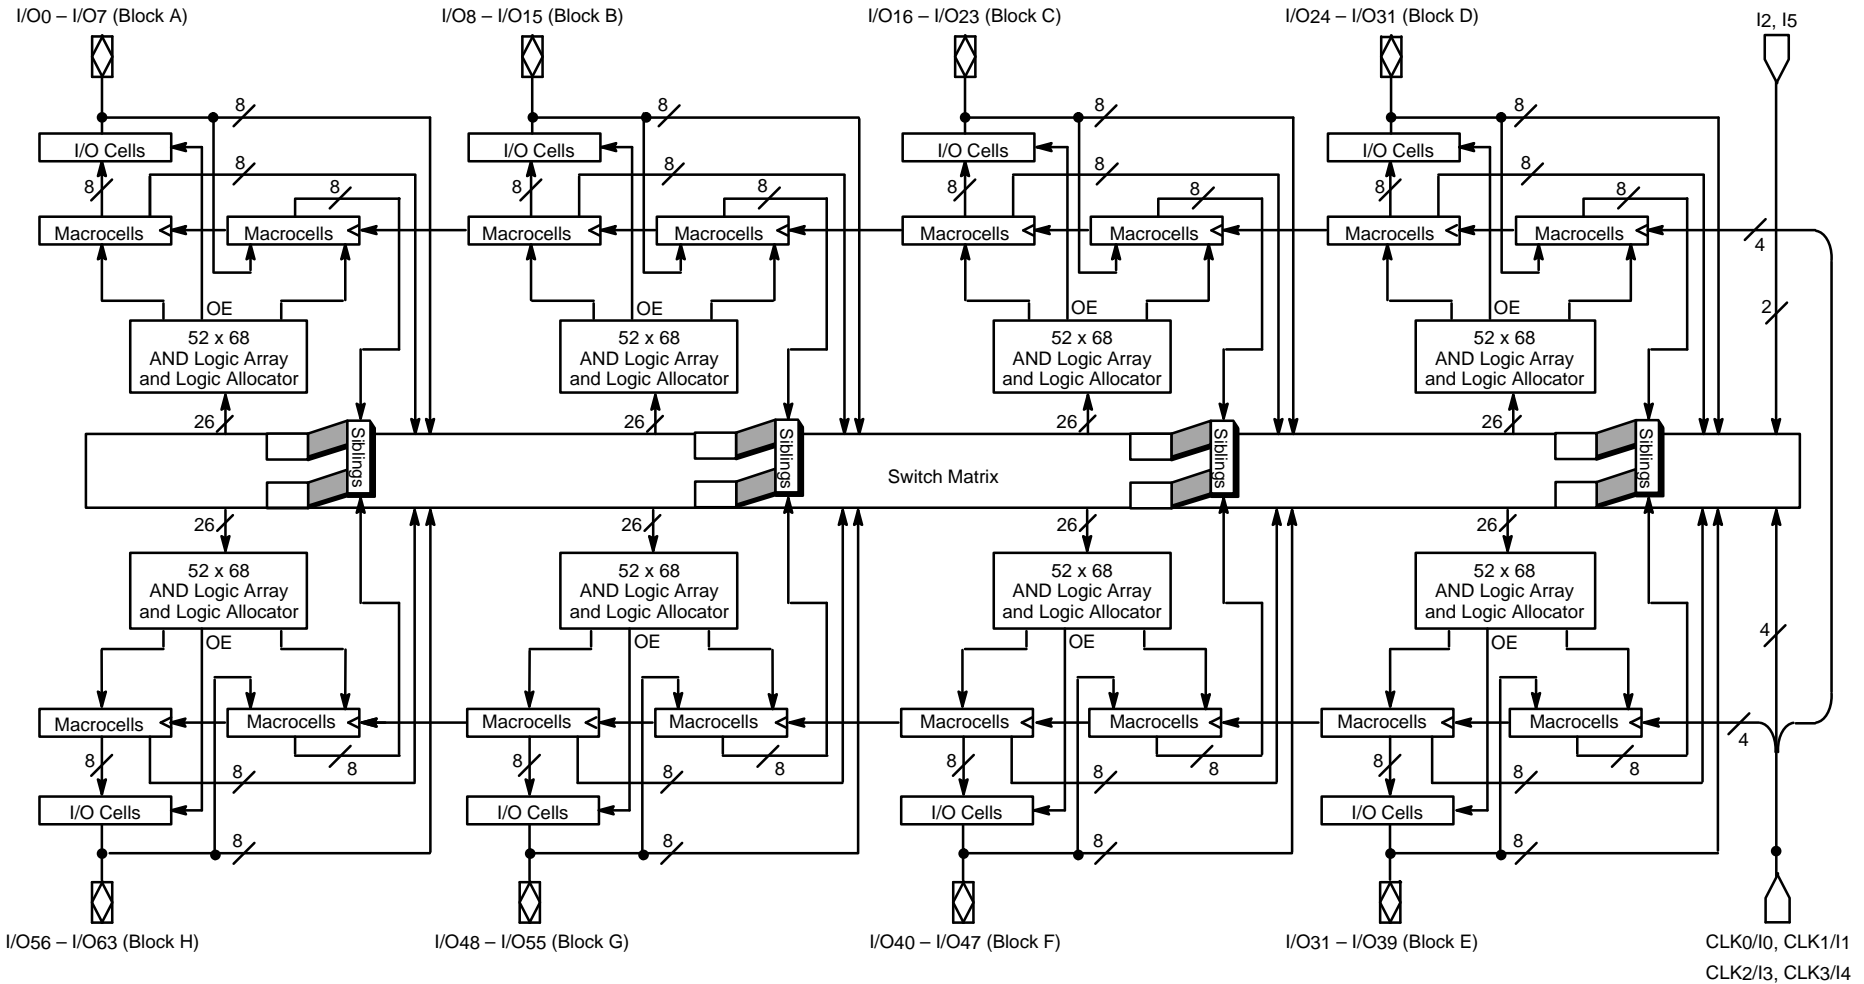 I/O0 – I/O7 (Block A)
I/O8 – I/O15 (Block B)
I/O16 – I/O23 (Block C)
I/O24 – I/O31 (Block D)
I2, I5
8
8
8
8
I/O Cells
I/O Cells
I/O Cells
I/O Cells
8
8
8
8
8
8
8
8
8
8
8
8
Macrocells
Macrocells
Macrocells
Macrocells
Macrocells
Macrocells
Macrocells
Macrocells
4
OE
OE
OE
OE
2
52 x 68
AND Logic Array
and Logic Allocator
52 x 68
AND Logic Array
and Logic Allocator
52 x 68
AND Logic Array
and Logic Allocator
52 x 68
AND Logic Array
and Logic Allocator
26
26
26
26
Siblings
Siblings
Siblings
Siblings
Switch Matrix
26
26
26
26
52 x 68
AND Logic Array
and Logic Allocator
52 x 68
AND Logic Array
and Logic Allocator
52 x 68
AND Logic Array
and Logic Allocator
52 x 68
AND Logic Array
and Logic Allocator
OE
OE
OE
OE
4
Macrocells
Macrocells
Macrocells
Macrocells
Macrocells
Macrocells
Macrocells
Macrocells
4
8
8
8
8
8
8
8
8
8
8
8
8
I/O Cells
I/O Cells
I/O Cells
I/O Cells
8
8
8
8
I/O56 – I/O63 (Block H)
I/O48 – I/O55 (Block G)
I/O40 – I/O47 (Block F)
I/O31 – I/O39 (Block E)
CLK0/I0, CLK1/I1
CLK2/I3, CLK3/I4